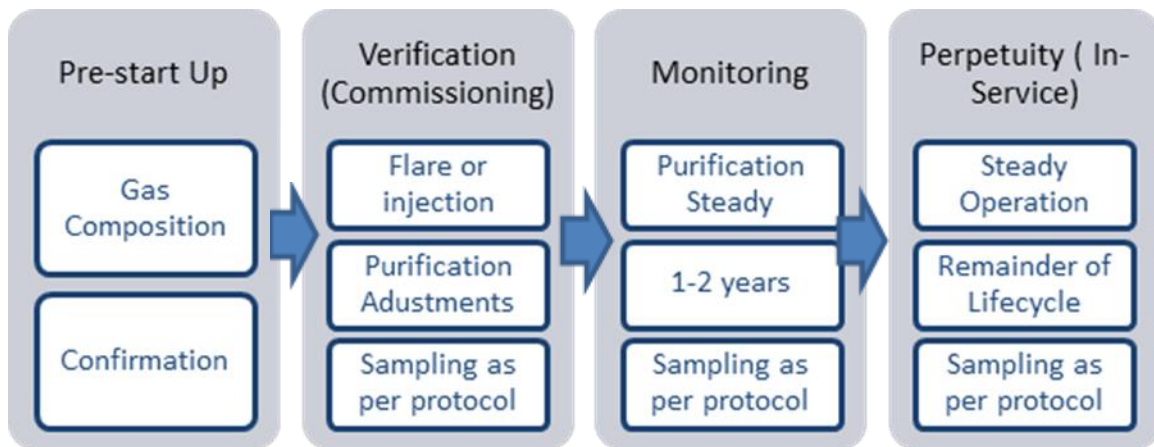 Pre-start Up
Gas
Composition
Confirmation
Verification
(Commissioning)
Flare or
injection
Purification
Adustments
Sampling as
per protocol
Monitoring
Purification
Steady
1-2 years
Sampling as
per protocol
Perpetuity ( In-
Service)
Steady
Operation
Remainder of
Lifecycle
Sampling as
per protocol